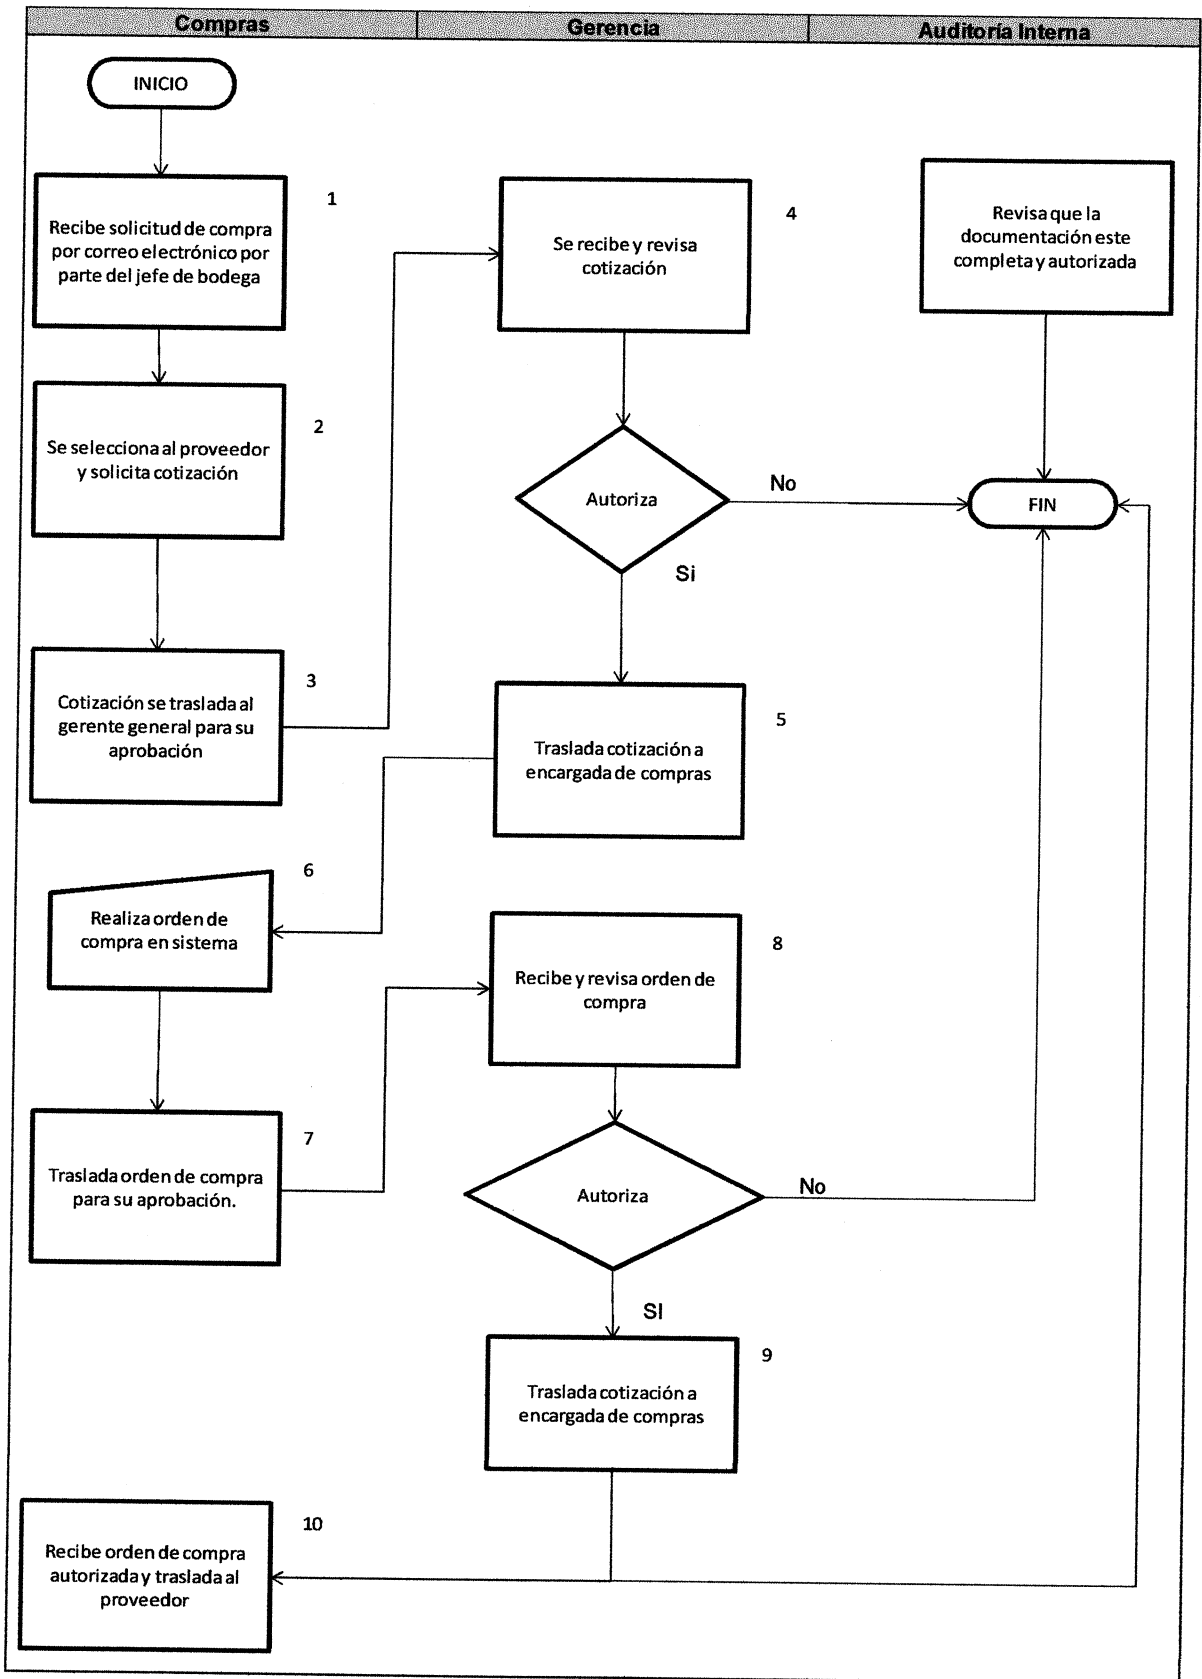 Compras Gerencia Auditoría Interna
INICIO
1
Recibe solicitud de compra
por correo electrónico por
parte del jefe de bodega
2
Se selecciona al proveedor
y solicita cotización
3
Cotización se traslada al
gerente general para su
aprobación
4
Se recibe y revisa
cotización
Autoriza
No
Si
5
Traslada cotización a
encargada de compras
6
Realiza orden de
compra en sistema
7
Traslada orden de compra
para su aprobación.
8
Recibe y revisa orden de
compra
Autoriza
No
SI
9
Traslada cotización a
encargada de compras
10
Recibe orden de compra
autorizada y traslada al
proveedor
Revisa que la
documentación este
completa y autorizada
FIN